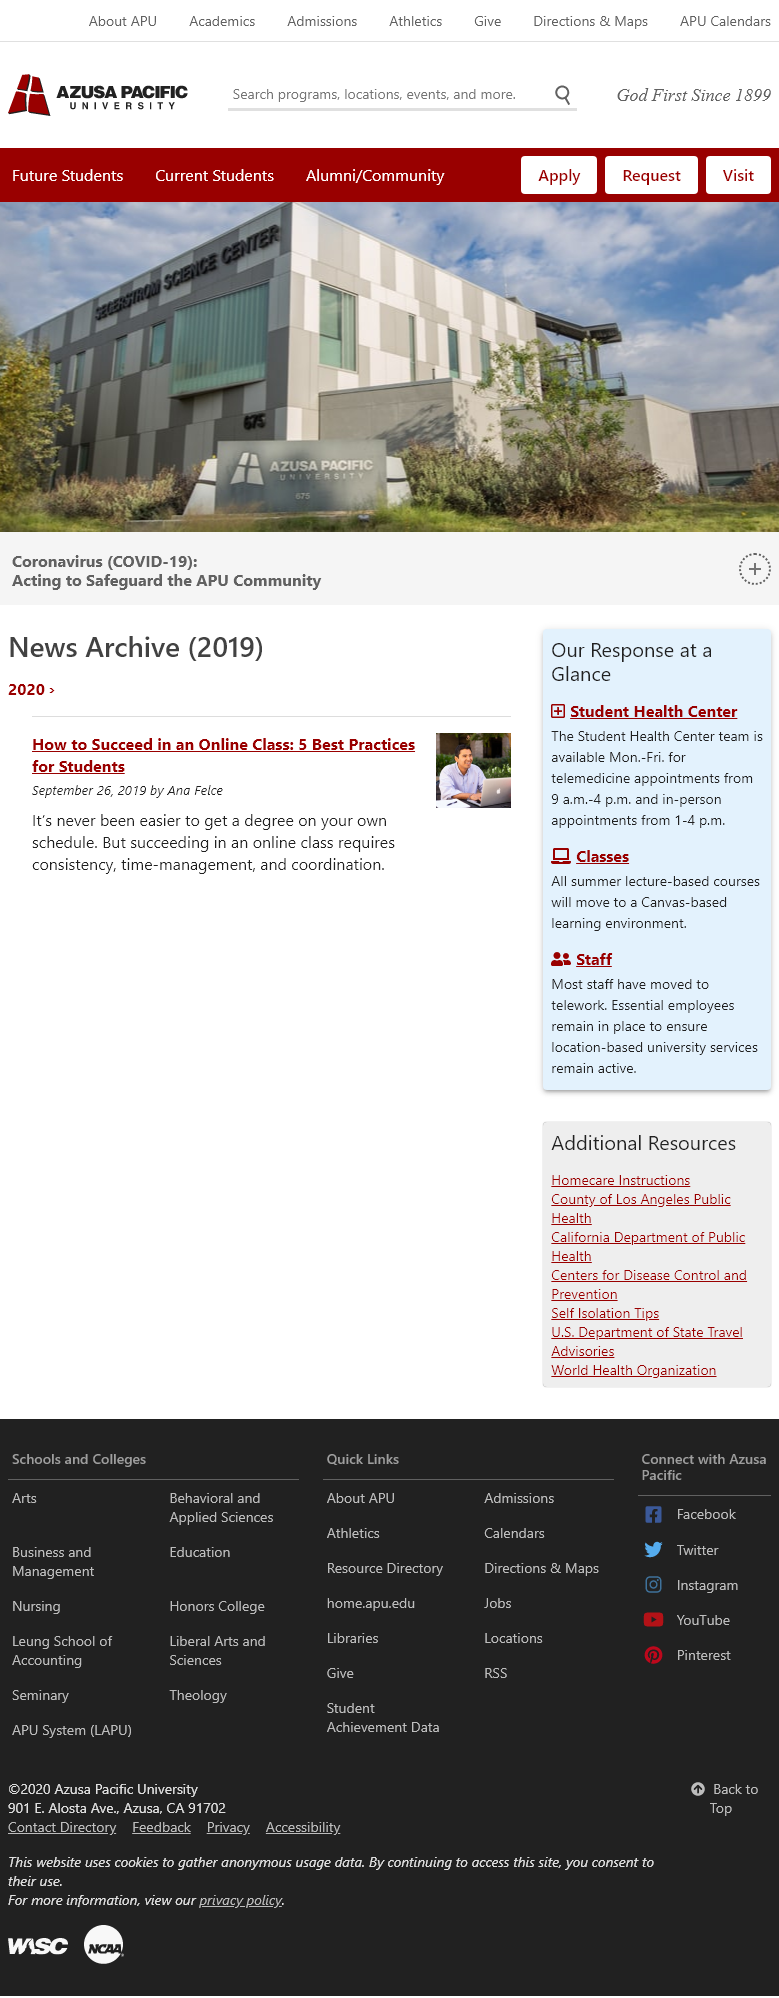 About APU Academics Admissions Athletics Give Directions & Maps APU Calendars
AZUSA PACIFIC
UNIVERSITY
Search programs, locations, events, and more.
God First Since 1899
Future Students Current Students Alumni/Community Apply Request Visit
SEGERSTROM SCIENCE CENTER
675
AZUSA PACIFIC
UNIVERSITY
675
Coronavirus (COVID-19):
Acting to Safeguard the APU Community
News Archive (2019)
2020 ›
How to Succeed in an Online Class: 5 Best Practices
for Students
September 26, 2019 by Ana Felce
It’s never been easier to get a degree on your own
schedule. But succeeding in an online class requires
consistency, time-management, and coordination.
Our Response at a
Glance
Student Health Center
The Student Health Center team is
available Mon.-Fri. for
telemedicine appointments from
9 a.m.-4 p.m. and in-person
appointments from 1-4 p.m.
Classes
All summer lecture-based courses
will move to a Canvas-based
learning environment.
Staff
Most staff have moved to
telework. Essential employees
remain in place to ensure
location-based university services
remain active.
Additional Resources
Homecare Instructions
County of Los Angeles Public
Health
California Department of Public
Health
Centers for Disease Control and
Prevention
Self Isolation Tips
U.S. Department of State Travel
Advisories
World Health Organization
Schools and Colleges
Arts
Behavioral and
Applied Sciences
Business and
Management
Education
Nursing
Honors College
Leung School of
Accounting
Liberal Arts and
Sciences
Seminary
Theology
APU System (LAPU)
Quick Links
About APU
Admissions
Athletics
Calendars
Resource Directory
Directions & Maps
home.apu.edu
Jobs
Libraries
Locations
Give
RSS
Student
Achievement Data
Connect with Azusa
Pacific
Facebook
Twitter
Instagram
YouTube
Pinterest
©2020 Azusa Pacific University
901 E. Alosta Ave., Azusa, CA 91702
Contact Directory Feedback Privacy Accessibility
Back to
Top
This website uses cookies to gather anonymous usage data. By continuing to access this site, you consent to
their use.
For more information, view our privacy policy.
WASC NCAA